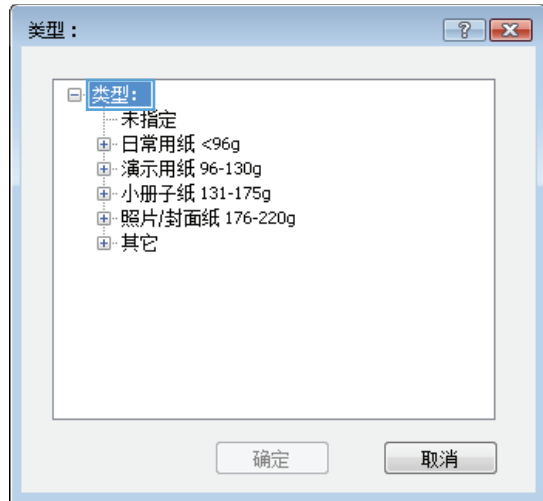 类型：
类型：
未指定
日常用纸 <96g
演示用纸 96-130g
小册子纸 131-175g
照片/封面纸 176-220g
其它
确定
取消